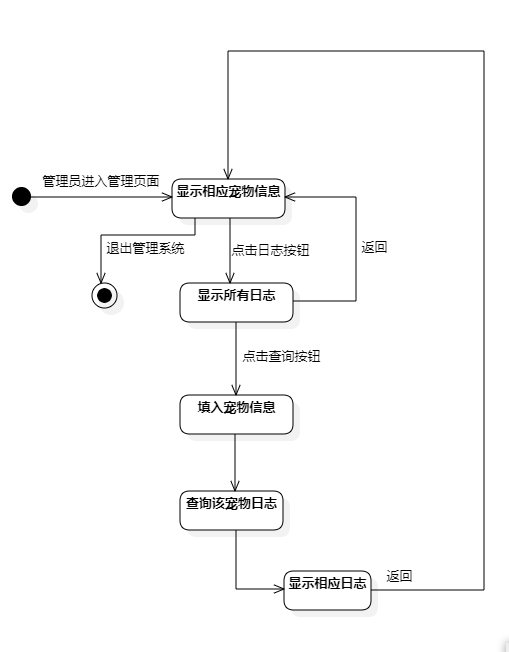 管理员进入管理页面
显示相应宠物信息
退出管理系统
点击日志按钮
返回
显示所有日志
点击查询按钮
填入宠物信息
查询该宠物日志
显示相应日志
返回